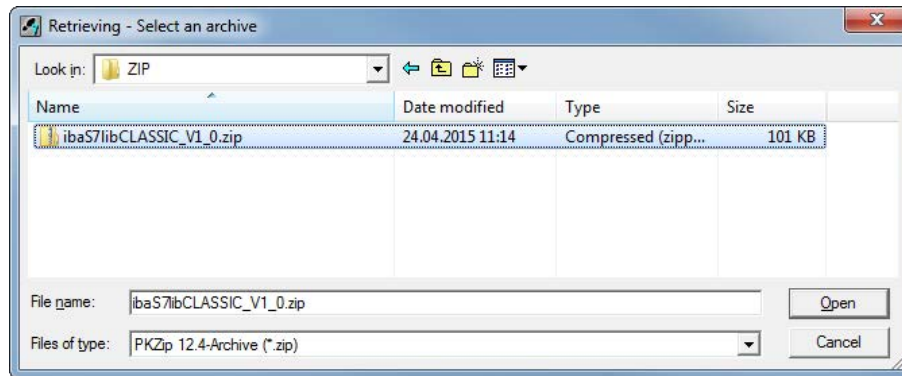 Retrieving - Select an archive
Look in: ZIP
Name Date modified Type Size
ibaS7libCLASSIC_V1_0.zip 24.04.2015 11:14 Compressed (zipp... 101 KB
File name: ibaS7libCLASSIC_V1_0.zip Open
Files of type: PKZip 12.4-Archive (*.zip) Cancel